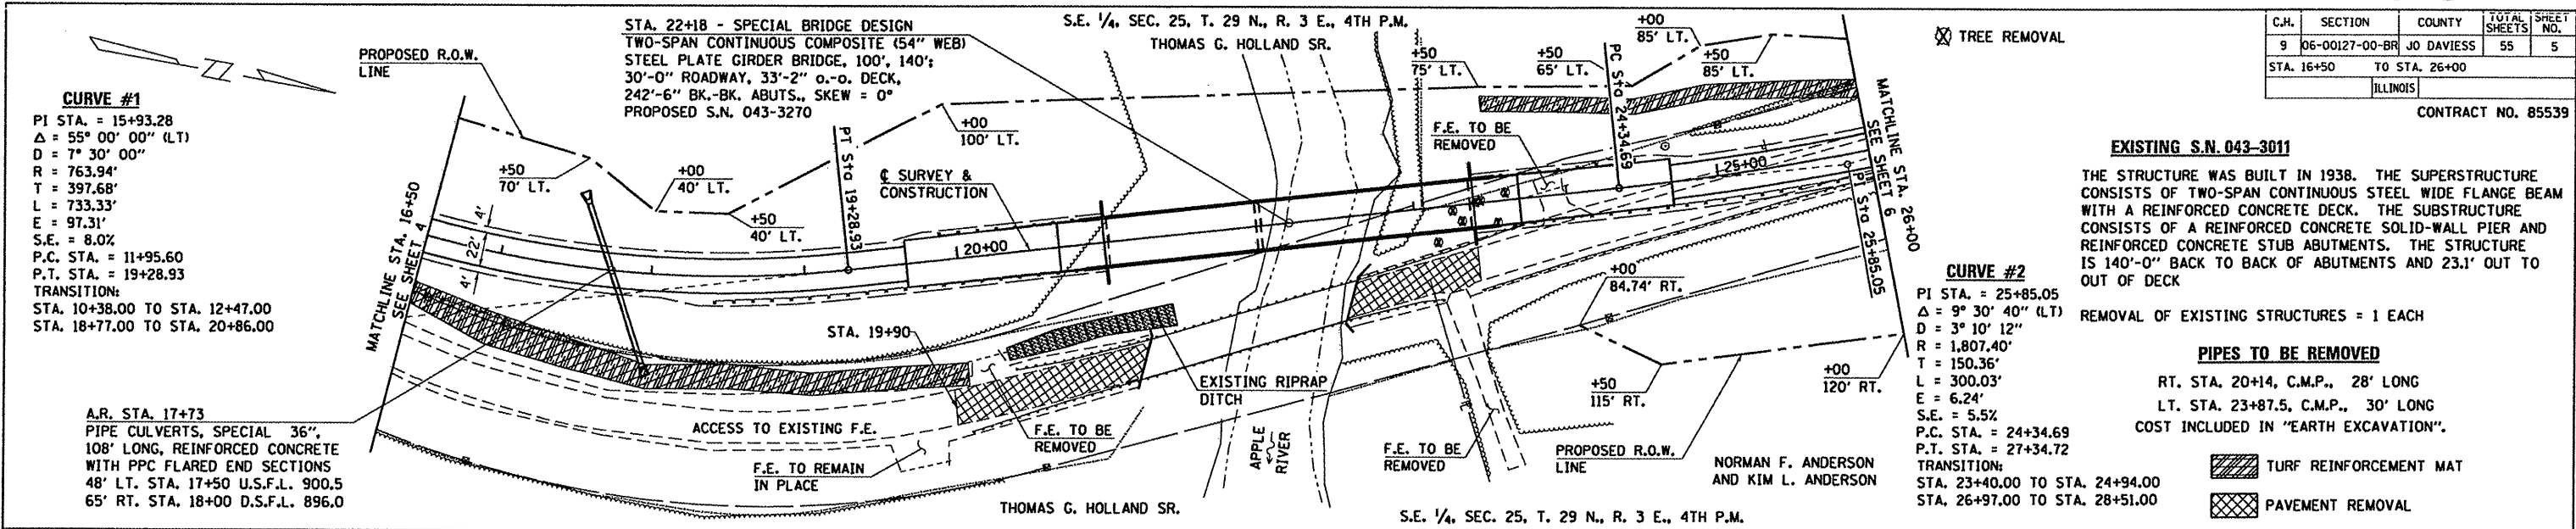 STA. 22+18 - SPECIAL BRIDGE DESIGN
TWO-SPAN CONTINUOUS COMPOSITE (54" WEB)
STEEL PLATE GIRDER BRIDGE, 100', 140';
30'-0" ROADWAY, 33'-2" o.-o. DECK,
242'-6" BK.-BK. ABUTS., SKEW = 0°
PROPOSED S.N. 043-3270
S.E. 1/4, SEC. 25, T. 29 N., R. 3 E., 4TH P.M.
THOMAS G. HOLLAND SR.
TREE REMOVAL
C.H. SECTION COUNTY TOTAL SHEETS SHEET NO.
9 06-00127-00-BR JO DAVIESS 55 5
STA. 16+50 TO STA. 26+00
ILLINOIS
CONTRACT NO. 85539
PROPOSED R.O.W.
LINE
CURVE #1
PI STA. = 15+93.28
Δ = 55° 00' 00" (LT)
D = 7° 30' 00"
R = 763.94'
T = 397.68'
L = 733.33'
E = 97.31'
S.E. = 8.0%
P.C. STA. = 11+95.60
P.T. STA. = 19+28.93
TRANSITION:
STA. 10+38.00 TO STA. 12+47.00
STA. 18+77.00 TO STA. 20+86.00
MATCHLINE STA. 16+50
SEE SHEET 4
4'
22'
4'
+50
70' LT.
+00
40' LT.
+50
40' LT.
PT Sta 19+28.93
+00
100' LT.
℄ SURVEY &
CONSTRUCTION
20+00
+50
75' LT.
+50
65' LT.
+00
85' LT.
+50
85' LT.
PC Sta 24+34.69
F.E. TO BE
REMOVED
25+00
MATCHLINE STA. 26+00
SEE SHEET 6
PI Sta 25+85.05
EXISTING S.N. 043-3011
THE STRUCTURE WAS BUILT IN 1938. THE SUPERSTRUCTURE
CONSISTS OF TWO-SPAN CONTINUOUS STEEL WIDE FLANGE BEAM
WITH A REINFORCED CONCRETE DECK. THE SUBSTRUCTURE
CONSISTS OF A REINFORCED CONCRETE SOLID-WALL PIER AND
REINFORCED CONCRETE STUB ABUTMENTS. THE STRUCTURE
IS 140'-0" BACK TO BACK OF ABUTMENTS AND 23.1' OUT TO
OUT OF DECK
REMOVAL OF EXISTING STRUCTURES = 1 EACH
PIPES TO BE REMOVED
RT. STA. 20+14, C.M.P., 28' LONG
LT. STA. 23+87.5, C.M.P., 30' LONG
COST INCLUDED IN "EARTH EXCAVATION".
CURVE #2
PI STA. = 25+85.05
Δ = 9° 30' 40" (LT)
D = 3° 10' 12"
R = 1,807.40'
T = 150.36'
L = 300.03'
E = 6.24'
S.E. = 5.5%
P.C. STA. = 24+34.69
P.T. STA. = 27+34.72
TRANSITION:
STA. 23+40.00 TO STA. 24+94.00
STA. 26+97.00 TO STA. 28+51.00
TURF REINFORCEMENT MAT
PAVEMENT REMOVAL
A.R. STA. 17+73
PIPE CULVERTS, SPECIAL 36",
108' LONG, REINFORCED CONCRETE
WITH PPC FLARED END SECTIONS
48' LT. STA. 17+50 U.S.F.L. 900.5
65' RT. STA. 18+00 D.S.F.L. 896.0
STA. 19+90
ACCESS TO EXISTING F.E.
F.E. TO REMAIN
IN PLACE
F.E. TO BE
REMOVED
EXISTING RIPRAP
DITCH
APPLE
RIVER
THOMAS G. HOLLAND SR.
F.E. TO BE
REMOVED
+00
84.74' RT.
+50
115' RT.
+00
120' RT.
PROPOSED R.O.W.
LINE
NORMAN F. ANDERSON
AND KIM L. ANDERSON
S.E. 1/4, SEC. 25, T. 29 N., R. 3 E., 4TH P.M.